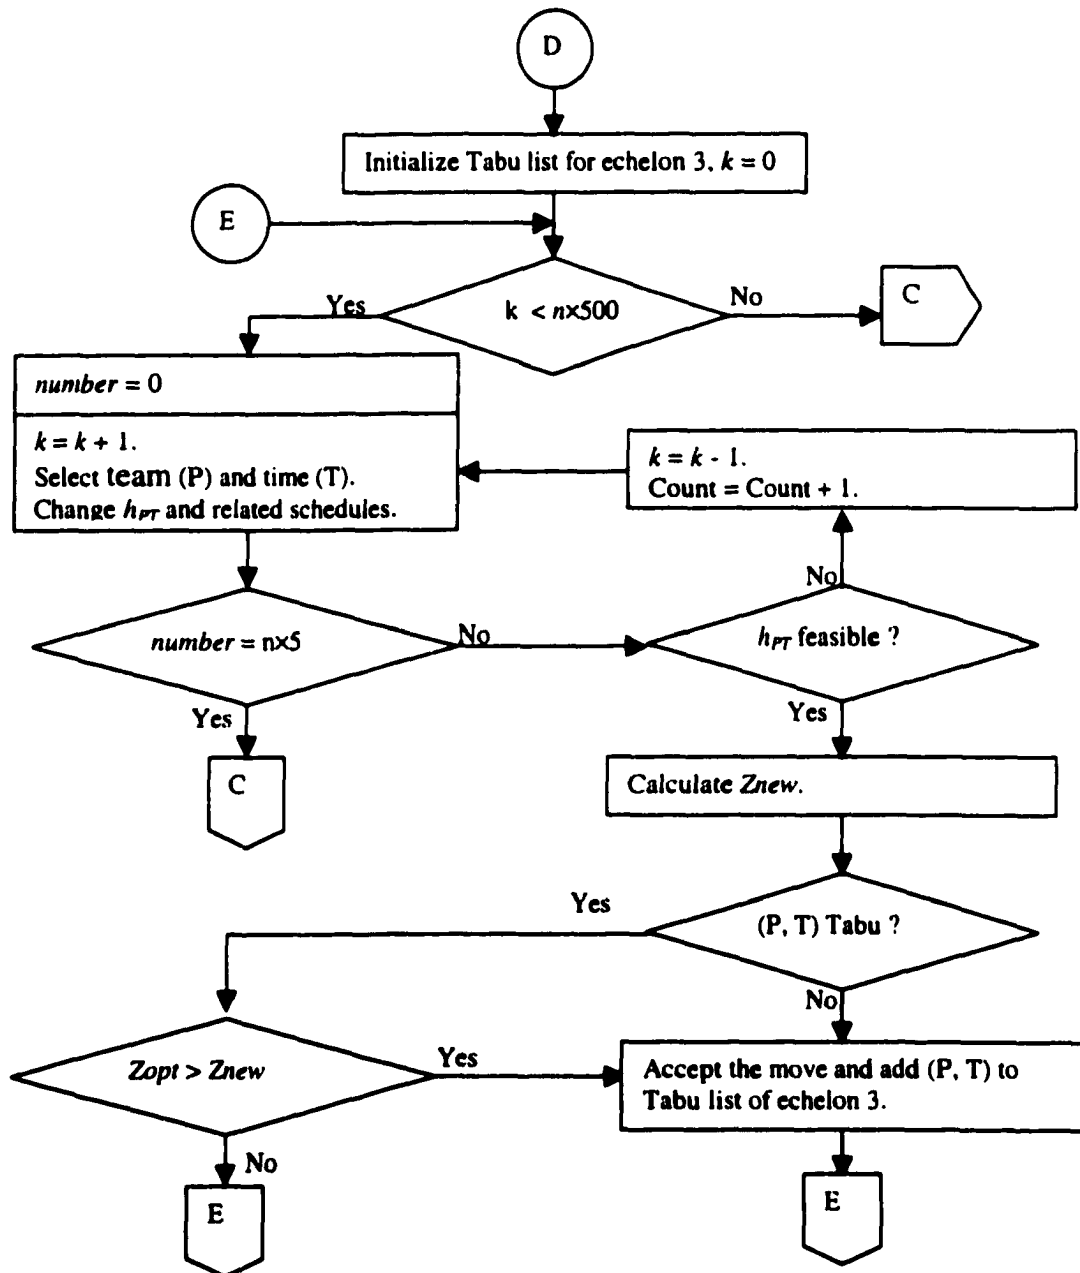 D
Initialize Tabu list for echelon 3, k = 0
E
k < n×500
Yes
No
C
number = 0
k = k + 1.
Select team (P) and time (T).
Change hPT and related schedules.
k = k - 1.
Count = Count + 1.
No
number = n×5
No
hPT feasible ?
Yes
Yes
C
Calculate Znew.
Yes
(P, T) Tabu ?
No
Zopt > Znew
Yes
Accept the move and add (P, T) to
Tabu list of echelon 3.
No
E
E